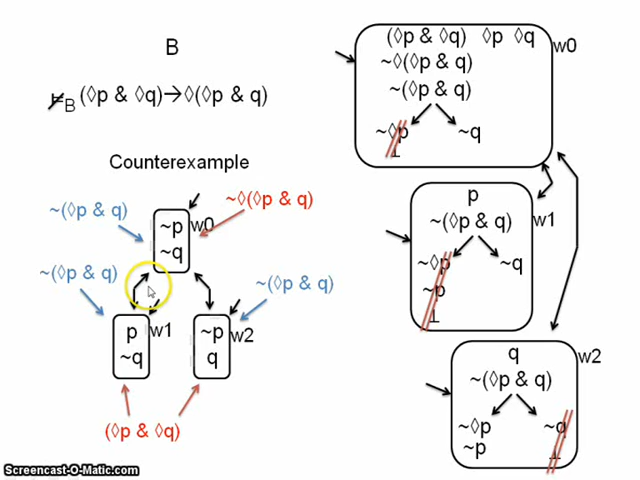 B
⊭B (◊p & ◊q)→◊(◊p & q)
Counterexample
~(◊p & q)
~◊(◊p & q)
~p
w0
~q
~(◊p & q)
~(◊p & q)
p
w1
~q
~p
w2
q
(◊p & ◊q)
(◊p & ◊q) ◊p ◊q
w0
~◊(◊p & q)
~(◊p & q)
~◊p
~q
⊥
p
~(◊p & q)
w1
~◊p
~q
~p
⊥
q
w2
~(◊p & q)
~◊p
~q
~p
⊥
Screencast-O-Matic.com